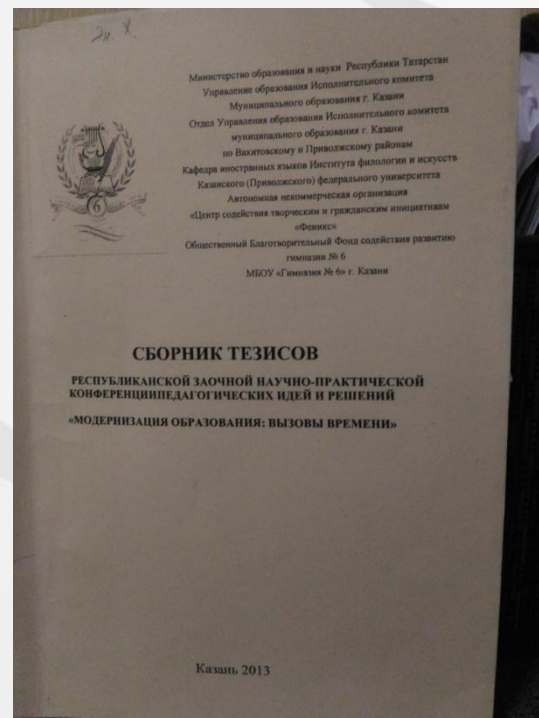 Министерство образования и науки Республики Татарстан
Управление образования Исполнительного комитета
Муниципального образования г. Казани
Отдел Управления образования Исполнительного комитета
муниципального образования г. Казани
по Вахитовскому и Приволжскому районам
Кафедра иностранных языков Института филологии и искусств
Казанского (Приволжского) федерального университета
Автономная некоммерческая организация
«Центр содействия творческим и гражданским инициативам
«Феникс»
Общественный Благотворительный Фонд содействия развитию
гимназии № 6
МБОУ «Гимназия № 6» г. Казани
6
СБОРНИК ТЕЗИСОВ
РЕСПУБЛИКАНСКОЙ ЗАОЧНОЙ НАУЧНО-ПРАКТИЧЕСКОЙ
КОНФЕРЕНЦИИПЕДАГОГИЧЕСКИХ ИДЕЙ И РЕШЕНИЙ
«МОДЕРНИЗАЦИЯ ОБРАЗОВАНИЯ: ВЫЗОВЫ ВРЕМЕНИ»
Казань 2013